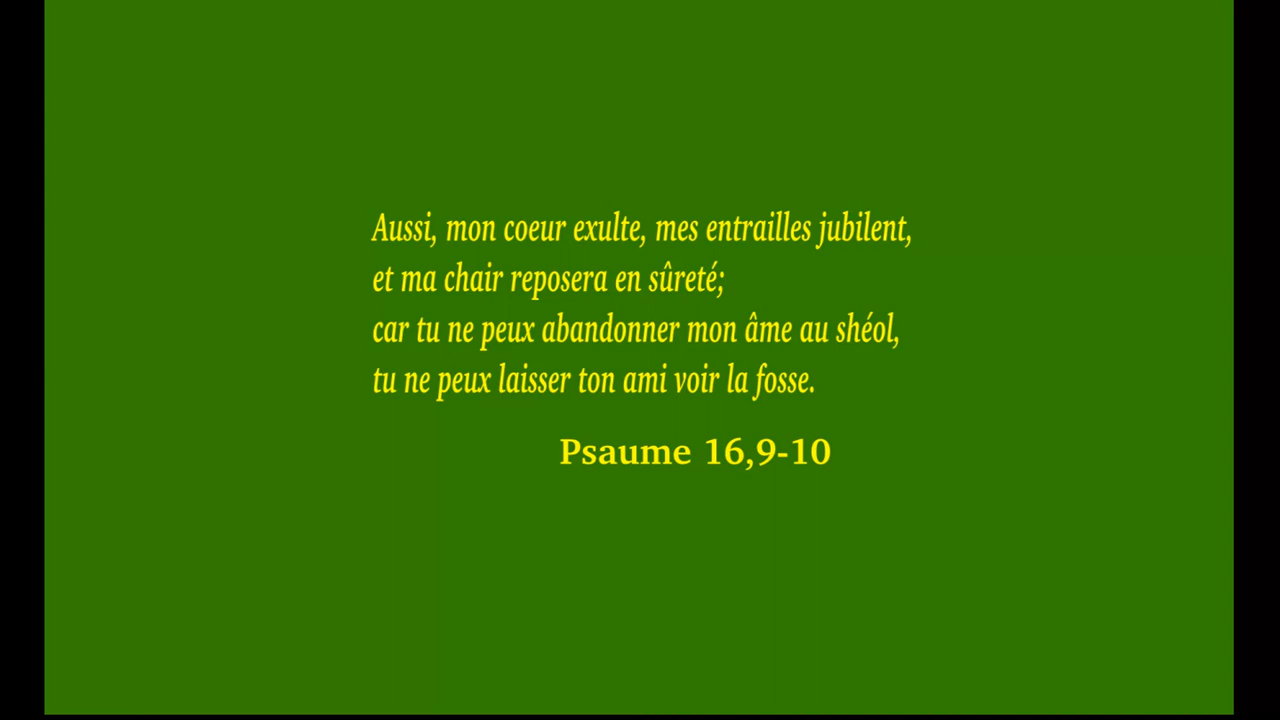 Aussi, mon coeur exulte, mes entrailles jubilent,
et ma chair reposera en sûreté;
car tu ne peux abandonner mon âme au shéol,
tu ne peux laisser ton ami voir la fosse.
Psaume 16,9-10